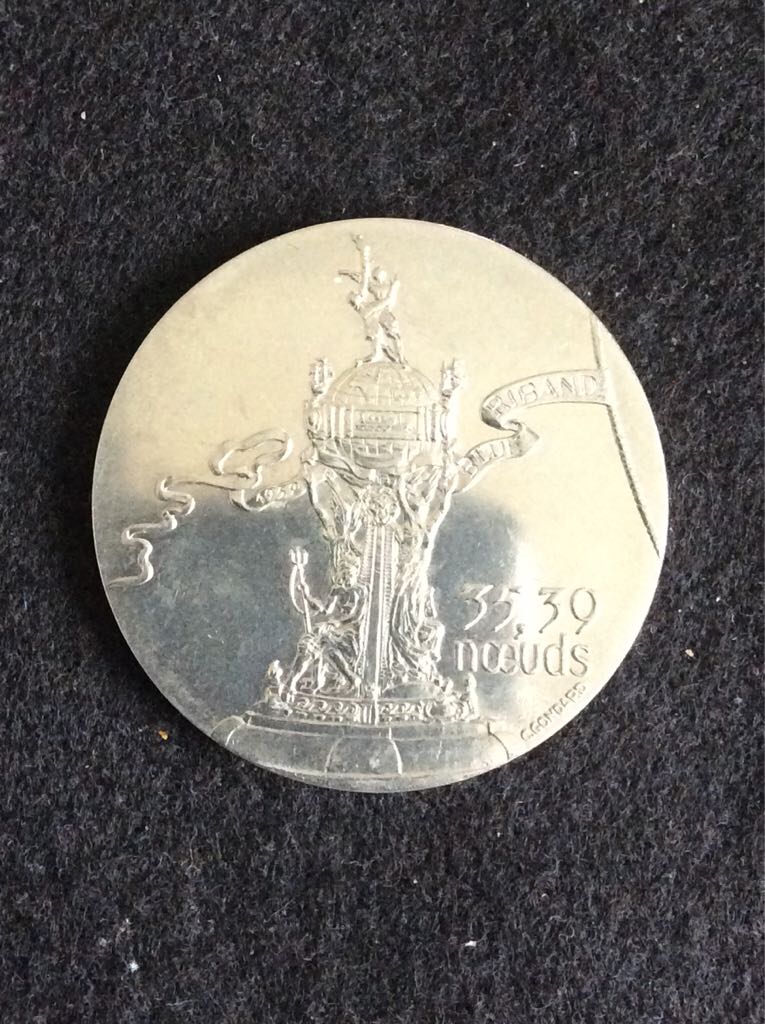 BLUE RIBAND
1952
35,39
nœuds
C. GONDARD